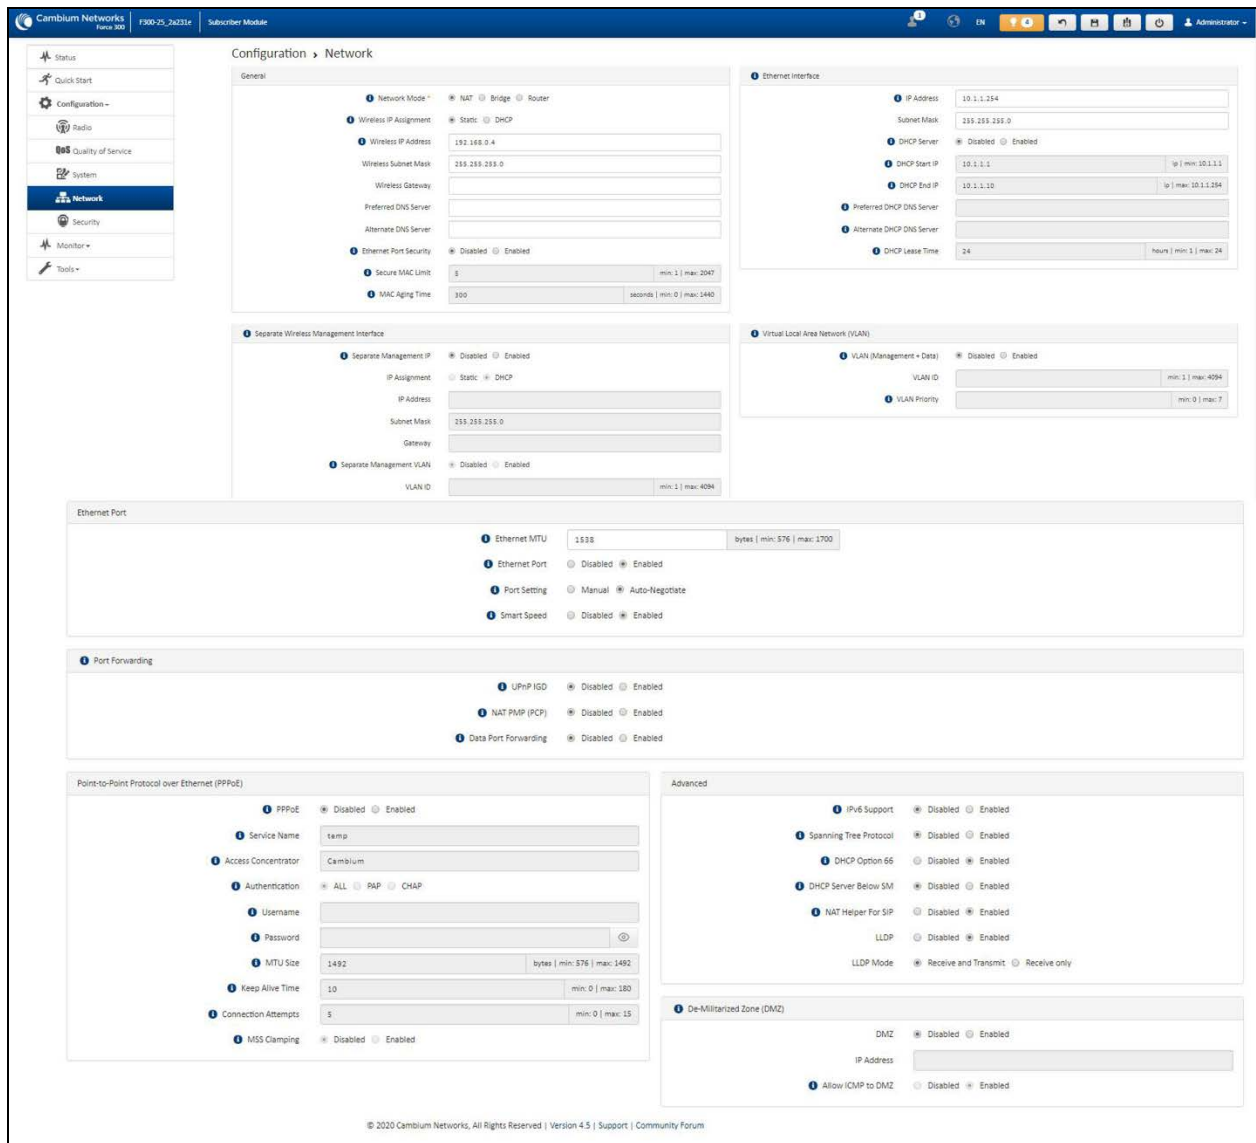 Cambium Networks
Force 300
F300-25_2a231e
Subscriber Module
1
EN
4
Administrator
Status
Quick Start
Configuration
Radio
QoS Quality of Service
System
Network
Security
Monitor
Tools
Configuration > Network
General
Network Mode * NAT Bridge Router
Wireless IP Assignment Static DHCP
Wireless IP Address 192.168.0.4
Wireless Subnet Mask 255.255.255.0
Wireless Gateway
Preferred DNS Server
Alternate DNS Server
Ethernet Port Security Disabled Enabled
Secure MAC Limit 5 min: 1 | max: 2047
MAC Aging Time 300 seconds | min: 0 | max: 1440
Ethernet Interface
IP Address 10.1.1.254
Subnet Mask 255.255.255.0
DHCP Server Disabled Enabled
DHCP Start IP 10.1.1.1 ip | min: 10.1.1.1
DHCP End IP 10.1.1.10 ip | max: 10.1.1.254
Preferred DHCP DNS Server
Alternate DHCP DNS Server
DHCP Lease Time 24 hours | min: 1 | max: 24
Separate Wireless Management Interface
Separate Management IP Disabled Enabled
IP Assignment Static DHCP
IP Address
Subnet Mask 255.255.255.0
Gateway
Separate Management VLAN Disabled Enabled
VLAN ID min: 1 | max: 4094
Virtual Local Area Network (VLAN)
VLAN (Management + Data) Disabled Enabled
VLAN ID min: 1 | max: 4094
VLAN Priority min: 0 | max: 7
Ethernet Port
Ethernet MTU 1538 bytes | min: 576 | max: 1700
Ethernet Port Disabled Enabled
Port Setting Manual Auto-Negotiate
Smart Speed Disabled Enabled
Port Forwarding
UPnP IGD Disabled Enabled
NAT PMP (PCP) Disabled Enabled
Data Port Forwarding Disabled Enabled
Point-to-Point Protocol over Ethernet (PPPoE)
PPPoE Disabled Enabled
Service Name temp
Access Concentrator Cambium
Authentication ALL PAP CHAP
Username
Password
MTU Size 1492 bytes | min: 576 | max: 1492
Keep Alive Time 10 min: 0 | max: 180
Connection Attempts 5 min: 0 | max: 15
MSS Clamping Disabled Enabled
Advanced
IPv6 Support Disabled Enabled
Spanning Tree Protocol Disabled Enabled
DHCP Option 66 Disabled Enabled
DHCP Server Below SM Disabled Enabled
NAT Helper For SIP Disabled Enabled
LLDP Disabled Enabled
LLDP Mode Receive and Transmit Receive only
De-Militarized Zone (DMZ)
DMZ Disabled Enabled
IP Address
Allow ICMP to DMZ Disabled Enabled
© 2020 Cambium Networks, All Rights Reserved | Version 4.5 | Support | Community Forum